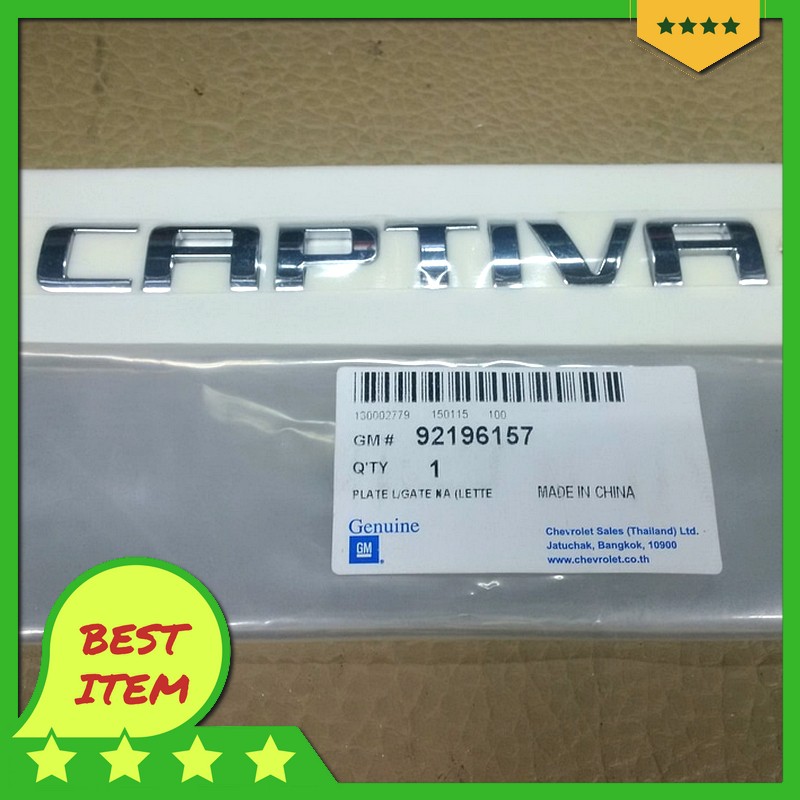 CAPTIVA
130002779 150115 100
GM # 92196157
Q'TY 1
PLATE L/GATE NA (LETTE MADE IN CHINA
Genuine
GM
Chevrolet Sales (Thailand) Ltd.
Jatuchak, Bangkok, 10900
www.chevrolet.co.th
BEST
ITEM